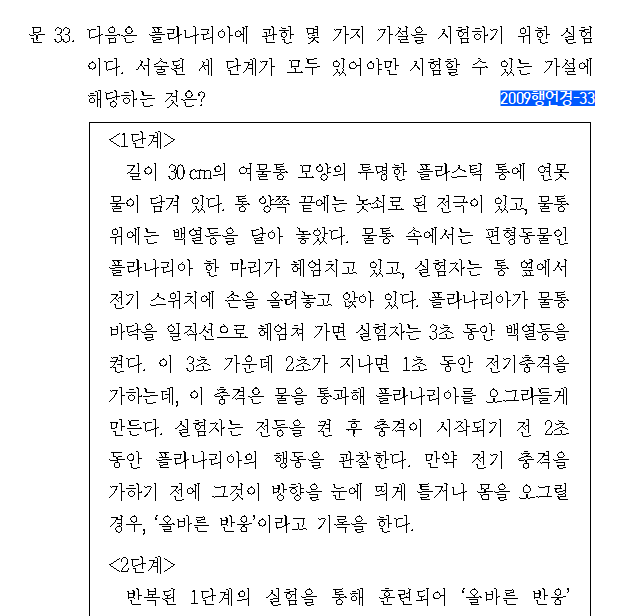 문 33. 다음은 플라나리아에 관한 몇 가지 가설을 시험하기 위한 실험
이다. 서술된 세 단계가 모두 있어야만 시험할 수 있는 가설에
해당하는 것은?
2009행언경-33
<1단계>
길이 30 cm의 여물통 모양의 투명한 플라스틱 통에 연못
물이 담겨 있다. 통 양쪽 끝에는 놋쇠로 된 전극이 있고, 물통
위에는 백열등을 달아 놓았다. 물통 속에서는 편형동물인
플라나리아 한 마리가 헤엄치고 있고, 실험자는 통 옆에서
전기 스위치에 손을 올려놓고 앉아 있다. 플라나리아가 물통
바닥을 일직선으로 헤엄쳐 가면 실험자는 3초 동안 백열등을
켠다. 이 3초 가운데 2초가 지나면 1초 동안 전기충격을
가하는데, 이 충격은 물을 통과해 플라나리아를 오그라들게
만든다. 실험자는 전등을 켠 후 충격이 시작되기 전 2초
동안 플라나리아의 행동을 관찰한다. 만약 전기 충격을
가하기 전에 그것이 방향을 눈에 띄게 틀거나 몸을 오그릴
경우, ‘올바른 반응’이라고 기록을 한다.
<2단계>
반복된 1단계의 실험을 통해 훈련되어 ‘올바른 반응’